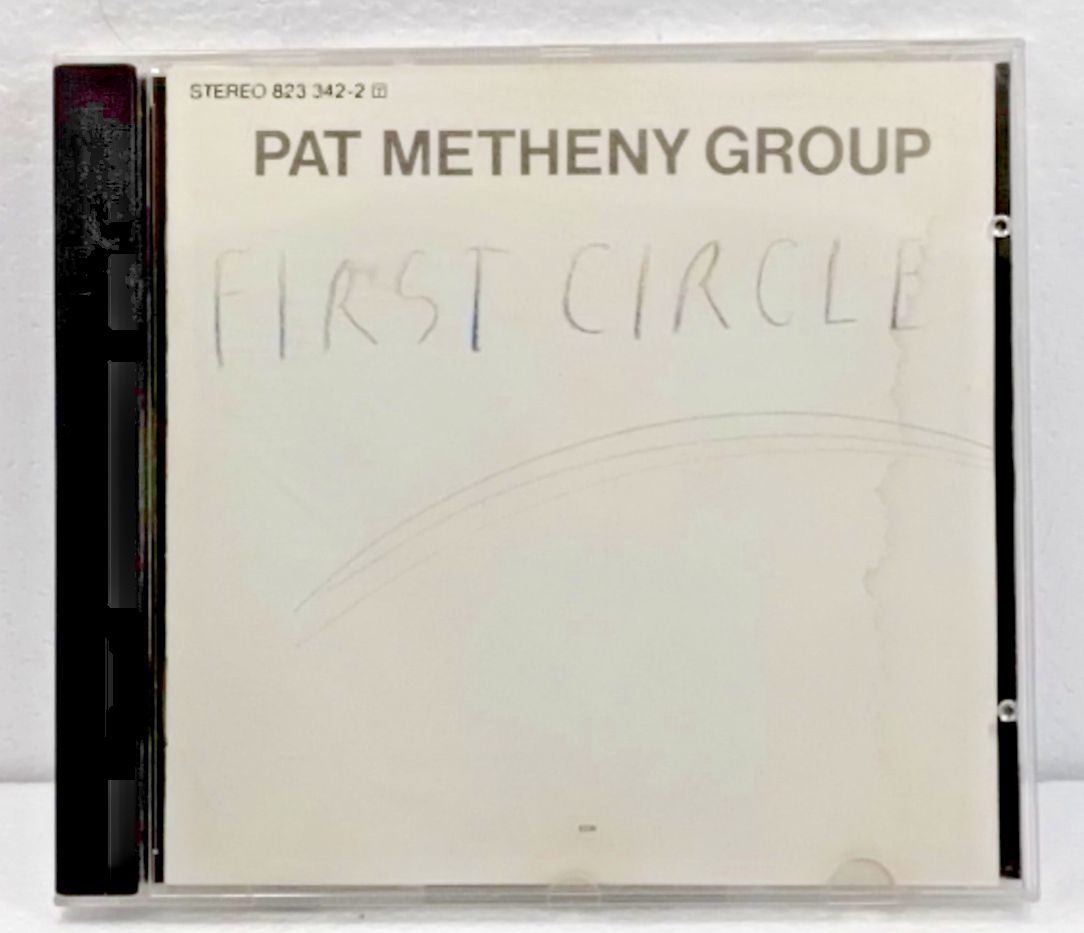 STEREO 823 342-2
PAT METHENY GROUP
FIRST CIRCLE